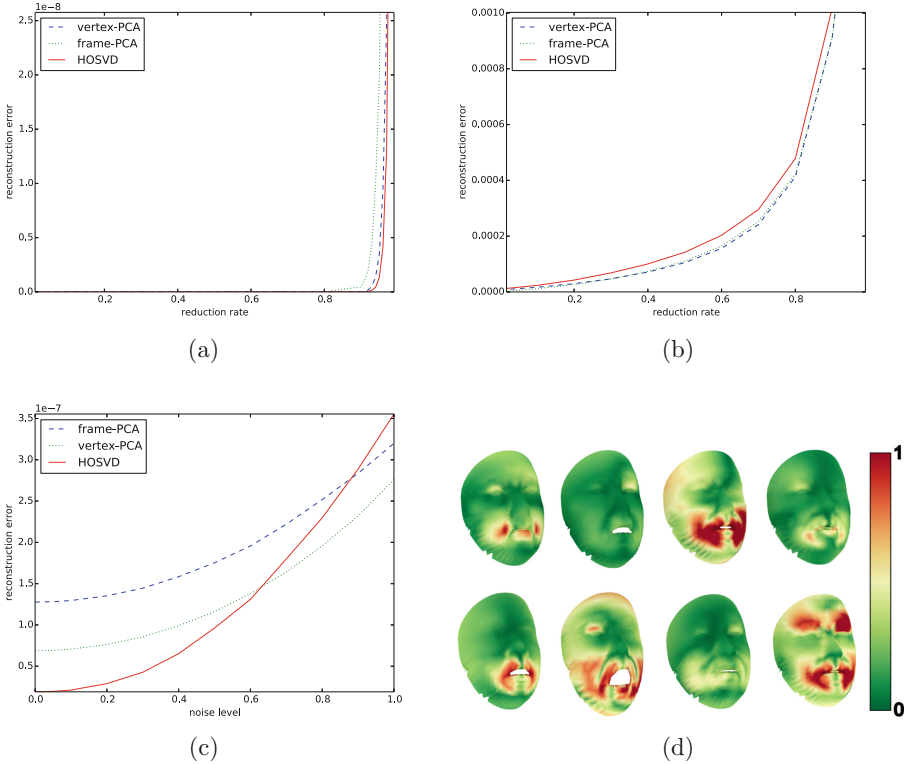 1e−8
2.5
2.0
1.5
1.0
0.5
0.0
0.2 0.4 0.6 0.8
reconstruction error
reduction rate
vertex-PCA
frame-PCA
HOSVD
(a)
0.0010
0.0008
0.0006
0.0004
0.0002
0.0000
0.2 0.4 0.6 0.8
reconstruction error
reduction rate
vertex-PCA
frame-PCA
HOSVD
(b)
1e−7
3.5
3.0
2.5
2.0
1.5
1.0
0.5
0.0 0.2 0.4 0.6 0.8 1.0
reconstruction error
noise level
frame-PCA
vertex-PCA
HOSVD
(c)
1
0
(d)